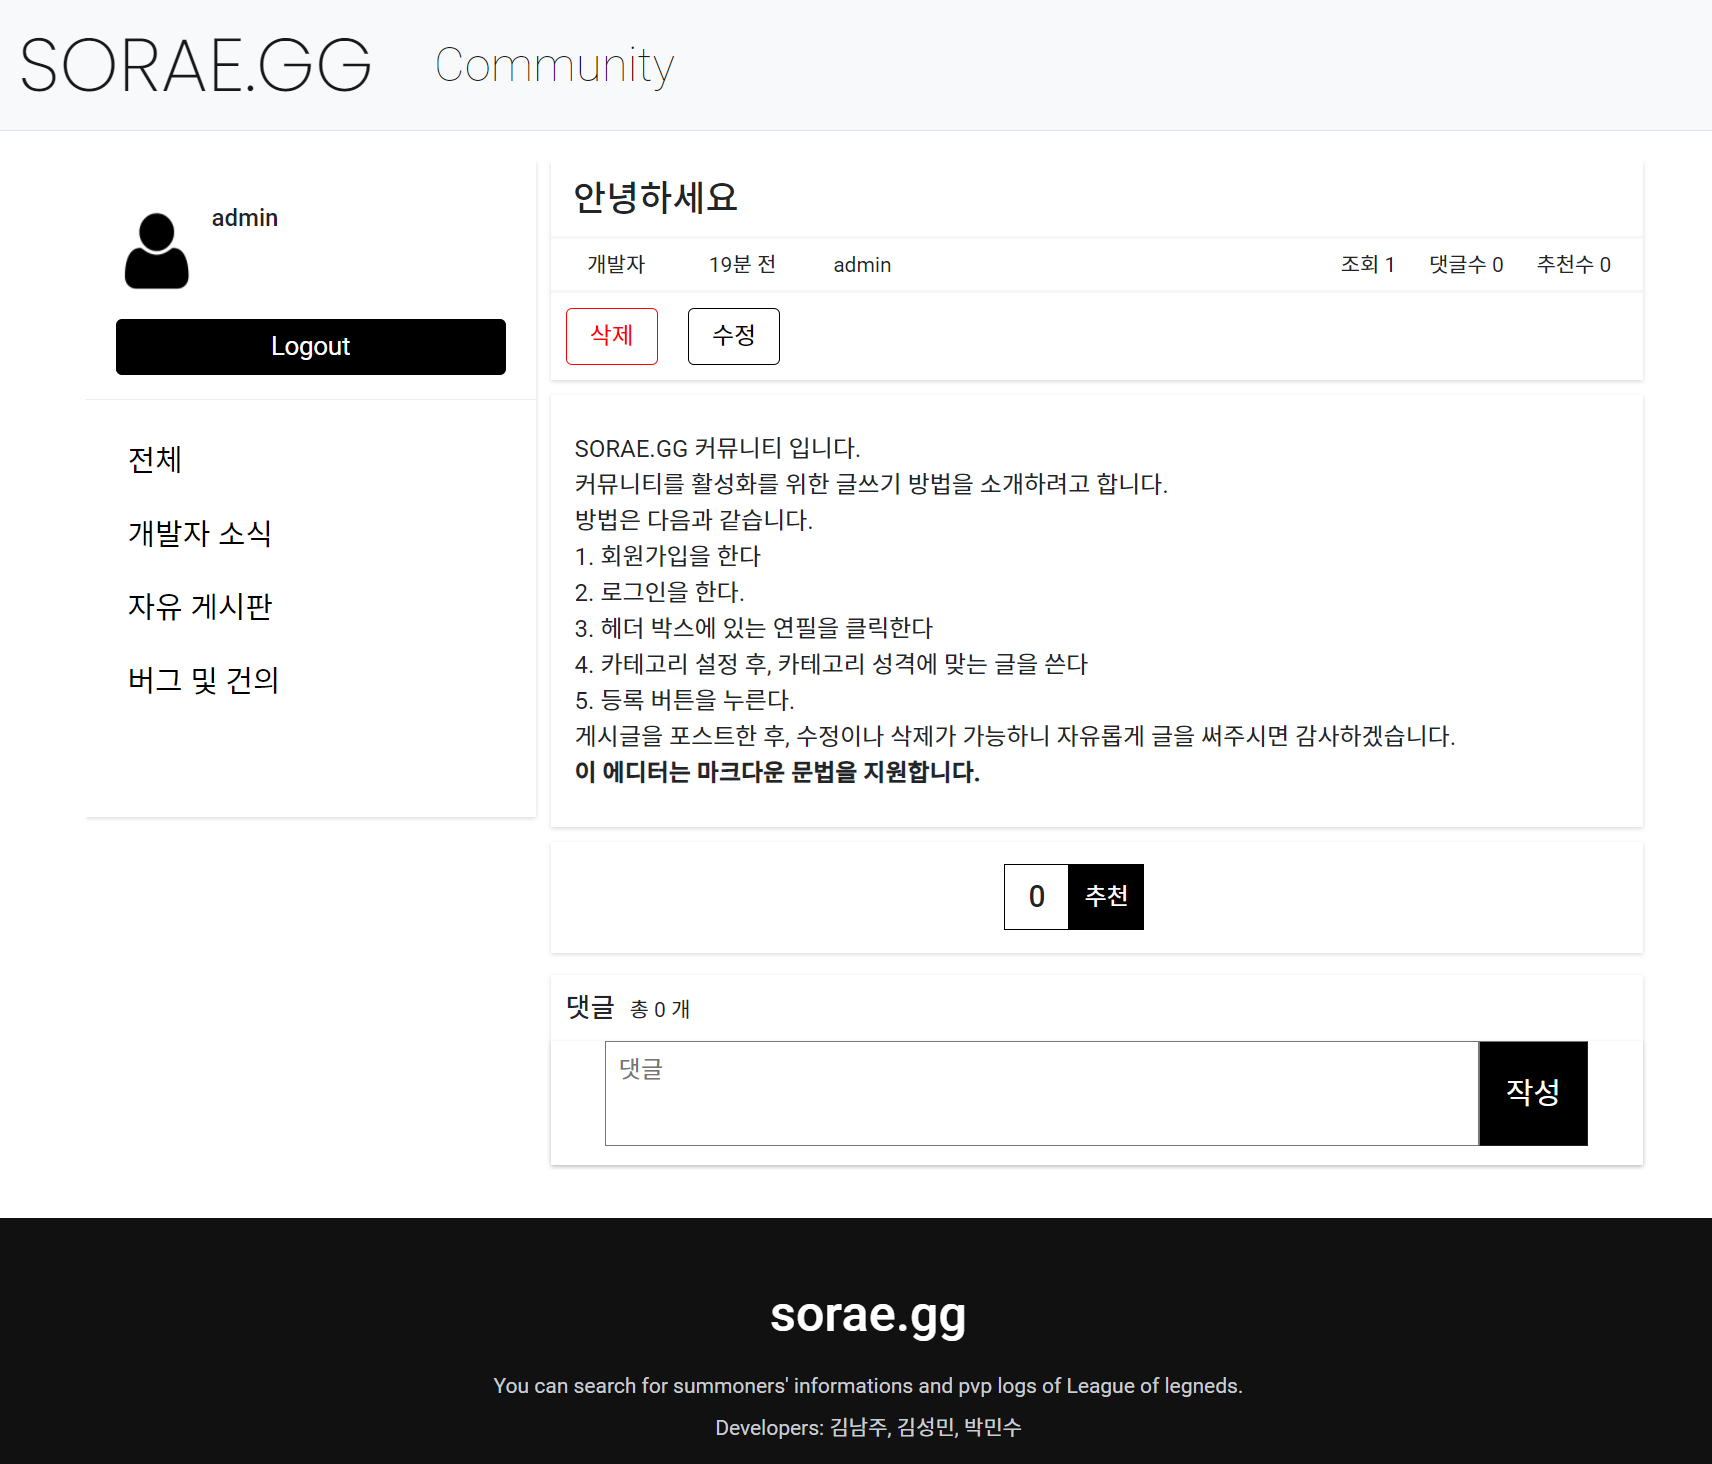 SORAE.GG Community
admin
Logout
전체
개발자 소식
자유 게시판
버그 및 건의
안녕하세요
개발자 19분 전 admin 조회 1 댓글수 0 추천수 0
삭제 수정
SORAE.GG 커뮤니티 입니다.
커뮤니티를 활성화를 위한 글쓰기 방법을 소개하려고 합니다.
방법은 다음과 같습니다.
1. 회원가입을 한다
2. 로그인을 한다.
3. 헤더 박스에 있는 연필을 클릭한다
4. 카테고리 설정 후, 카테고리 성격에 맞는 글을 쓴다
5. 등록 버튼을 누른다.
게시글을 포스트한 후, 수정이나 삭제가 가능하니 자유롭게 글을 써주시면 감사하겠습니다.
이 에디터는 마크다운 문법을 지원합니다.
0 추천
댓글 총 0 개
댓글
작성
sorae.gg
You can search for summoners' informations and pvp logs of League of legneds.
Developers: 김남주, 김성민, 박민수